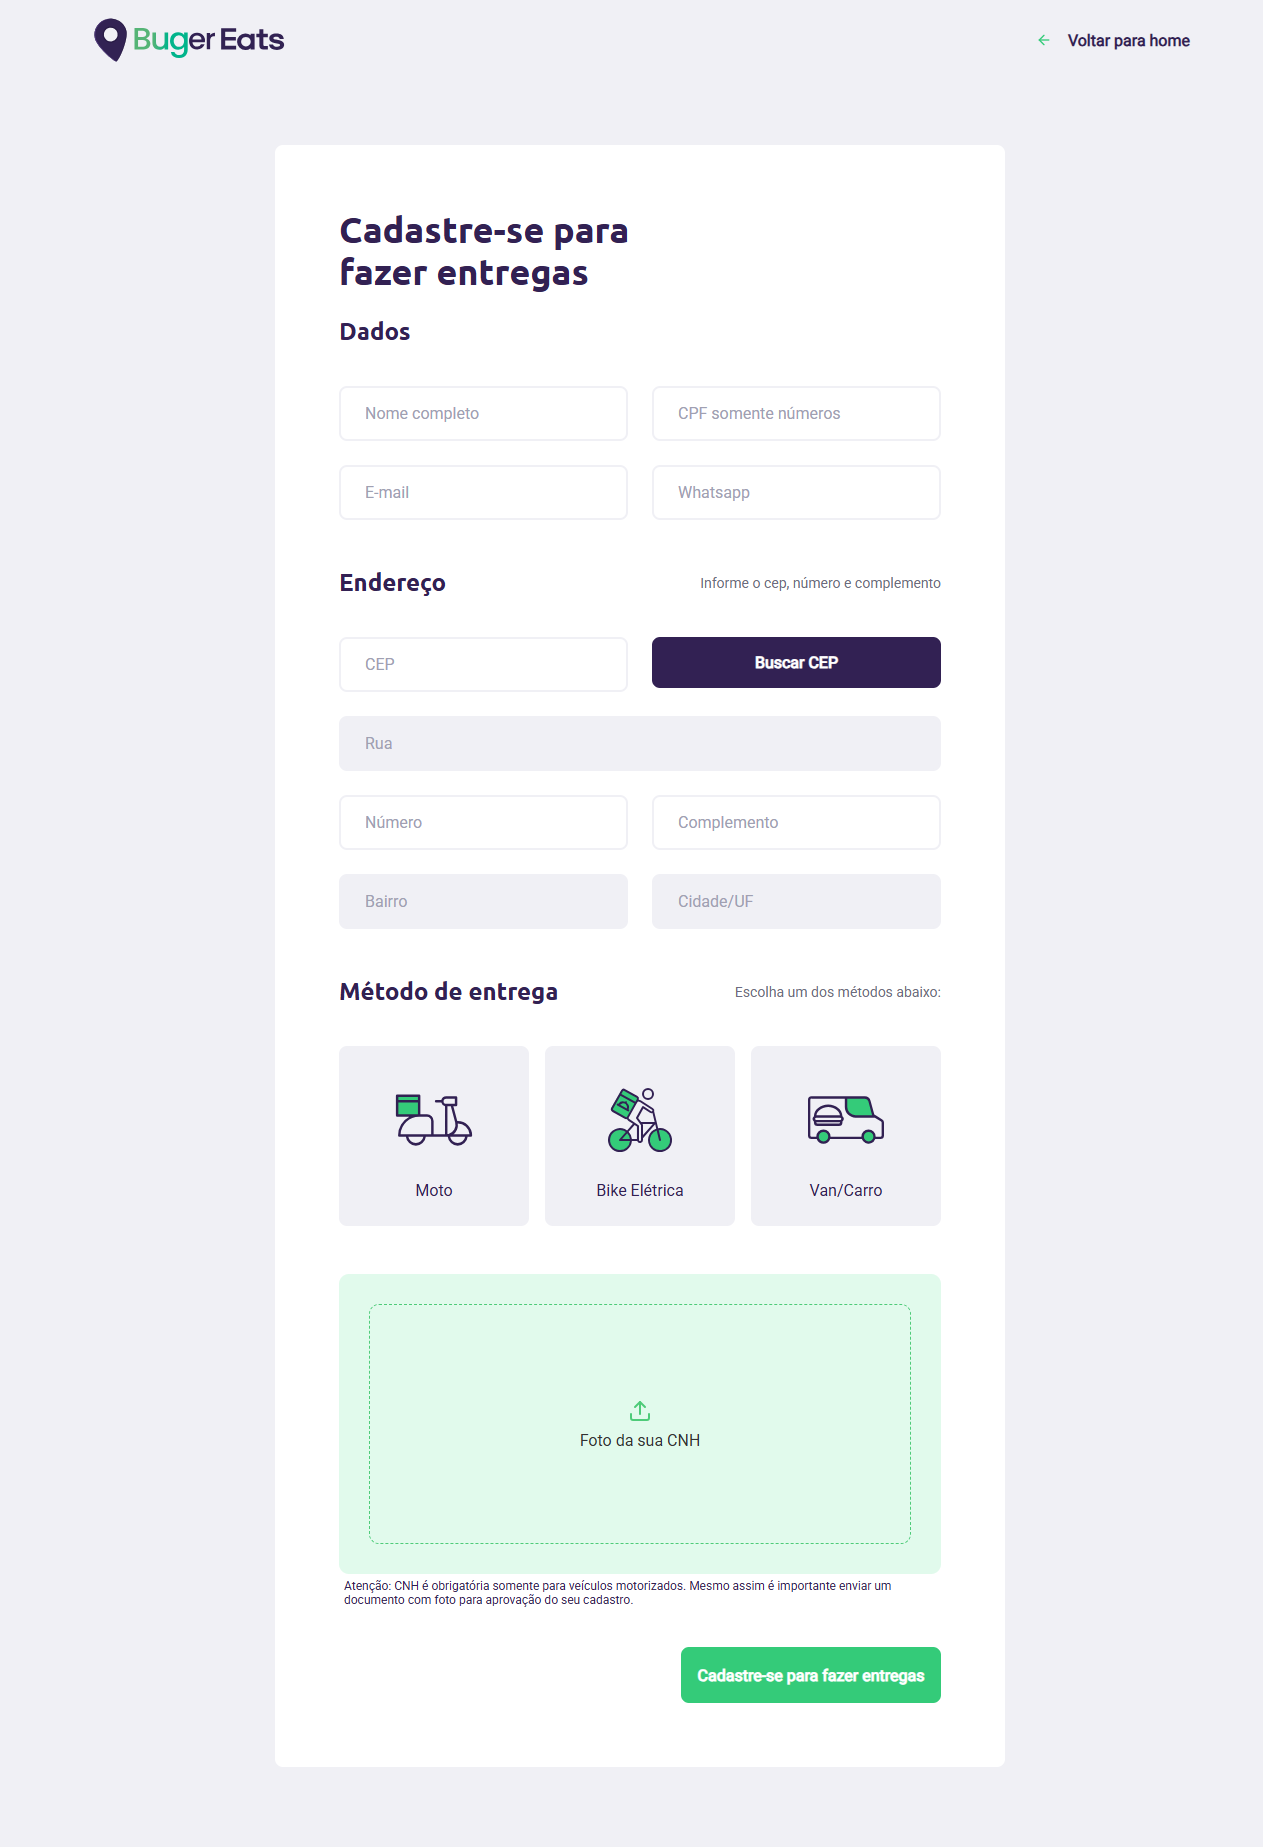 Buger Eats
Voltar para home
Cadastre-se para
fazer entregas
Dados
Nome completo
CPF somente números
E-mail
Whatsapp
Endereço
Informe o cep, número e complemento
CEP
Buscar CEP
Rua
Número
Complemento
Bairro
Cidade/UF
Método de entrega
Escolha um dos métodos abaixo:
Moto
Bike Elétrica
Van/Carro
Foto da sua CNH
Atenção: CNH é obrigatória somente para veículos motorizados. Mesmo assim é importante enviar um
documento com foto para aprovação do seu cadastro.
Cadastre-se para fazer entregas